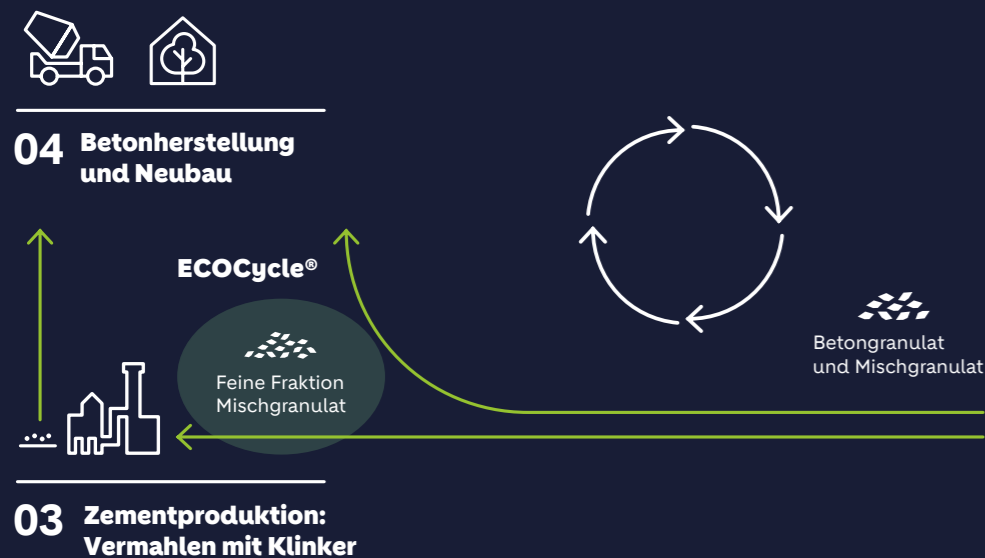 04 Betonherstellung
und Neubau
ECOCycle®
Feine Fraktion
Mischgranulat
Betongranulat
und Mischgranulat
03 Zementproduktion:
Vermahlen mit Klinker